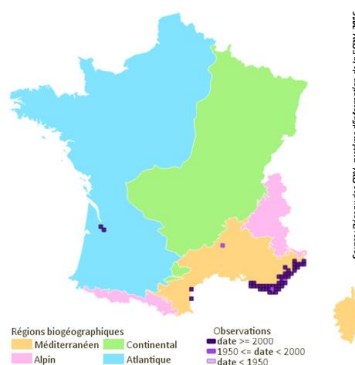 Régions biogéographiques
Méditerranéen
Continental
Alpin
Atlantique
Observations
date >= 2000
1950 <= date < 2000
date < 1950